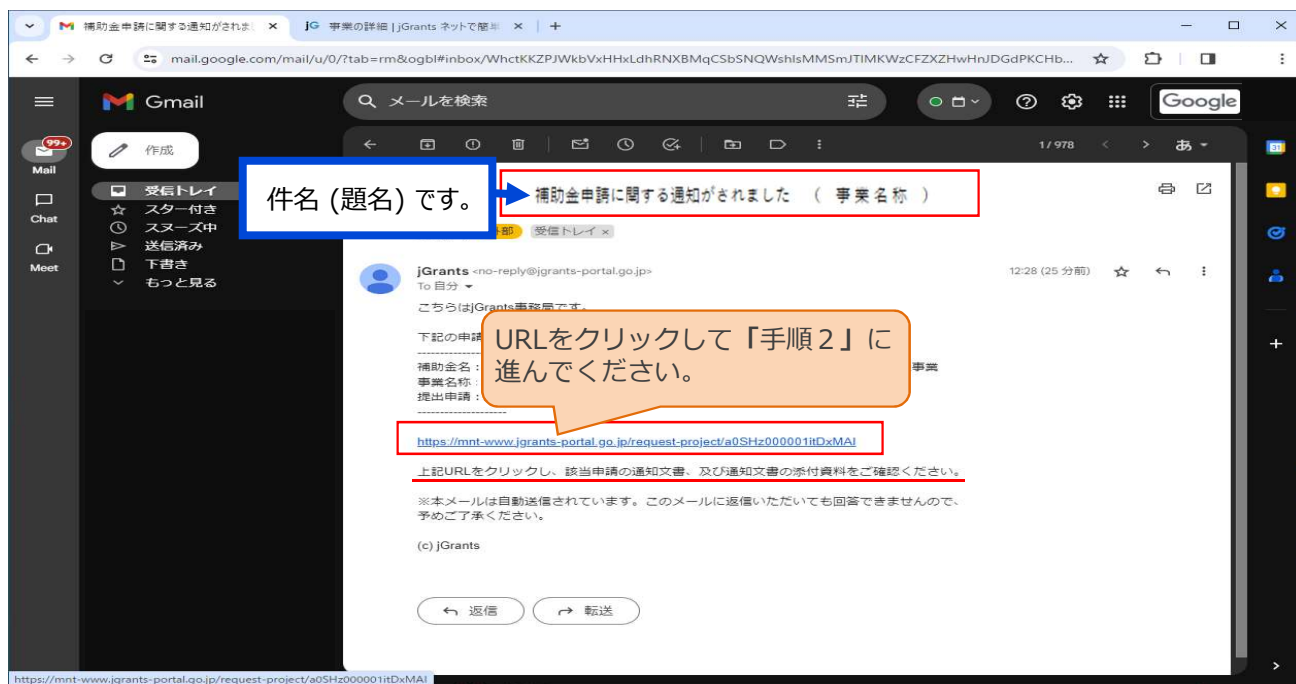 補助金申請に関する通知がされま
事業の詳細 | jGrants ネットで簡単
mail.google.com/mail/u/0/?tab=rm&ogbl#inbox/WhctKKZPJWkbVxHHxLdhRNXBMqCSbSNQWshIsMMSmJTlMKWzCFZXZHwHnJDGdPKCHb...
Gmail
メールを検索
Google
99+
Mail
Chat
Meet
作成
受信トレイ
スター付き
スヌーズ中
送信済み
下書き
もっと見る
1/978
あ
31
件名 (題名) です。
補助金申請に関する通知がされました ( 事業名称 )
部
受信トレイ ×
jGrants <no-reply@jgrants-portal.go.jp>
12:28 (25 分前)
To 自分
こちらはjGrants事務局です。
下記の申請
--------------------
補助金名:
事業
事業名称:
提出申請:
--------------------
URLをクリックして「手順２」に
進んでください。
https://mnt-www.jgrants-portal.go.jp/request-project/a0SHz000001itDxMAI
上記URLをクリックし、該当申請の通知文書、及び通知文書の添付資料をご確認ください。
※本メールは自動送信されています。このメールに返信いただいても回答できませんので、
予めご了承ください。
(c) jGrants
返信
転送
https://mnt-www.jgrants-portal.go.jp/request-project/a0SHz000001itDxMAI